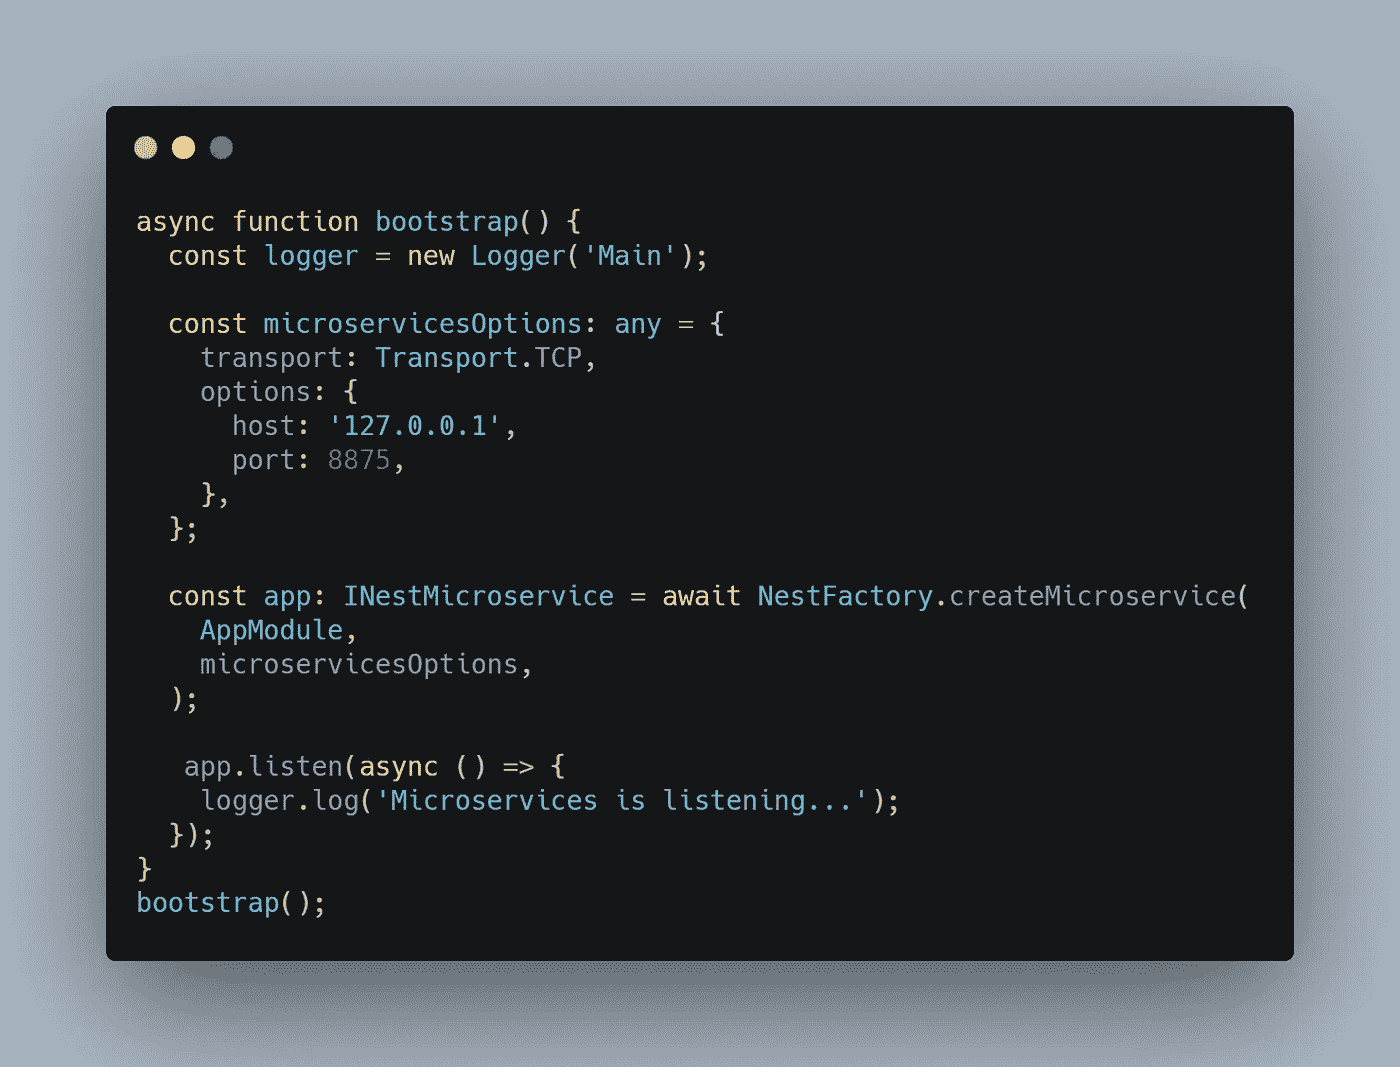 async function bootstrap() {
  const logger = new Logger('Main');

  const microservicesOptions: any = {
    transport: Transport.TCP,
    options: {
      host: '127.0.0.1',
      port: 8875,
    },
  };

  const app: INestMicroservice = await NestFactory.createMicroservice(
    AppModule,
    microservicesOptions,
  );

   app.listen(async () => {
    logger.log('Microservices is listening...');
  });
}
bootstrap();